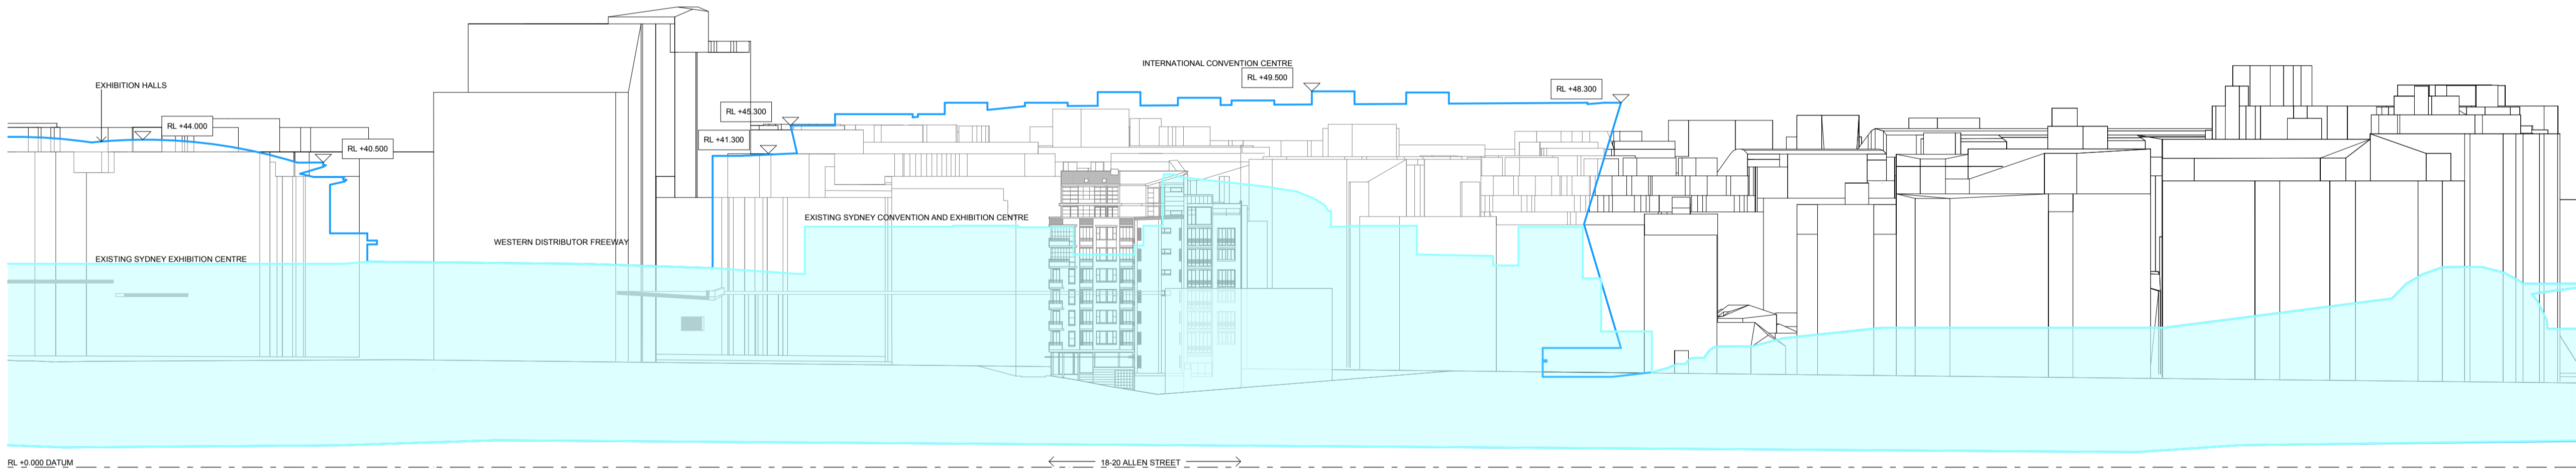 INTERNATIONAL CONVENTION CENTRE
RL +49.500
EXHIBITION HALLS
RL +48.300
RL +45.300
RL +44.000
RL +41.300
RL +40.500
EXISTING SYDNEY CONVENTION AND EXHIBITION CENTRE
WESTERN DISTRIBUTOR FREEWAY
EXISTING SYDNEY EXHIBITION CENTRE
RL +0.000 DATUM
18-20 ALLEN STREET